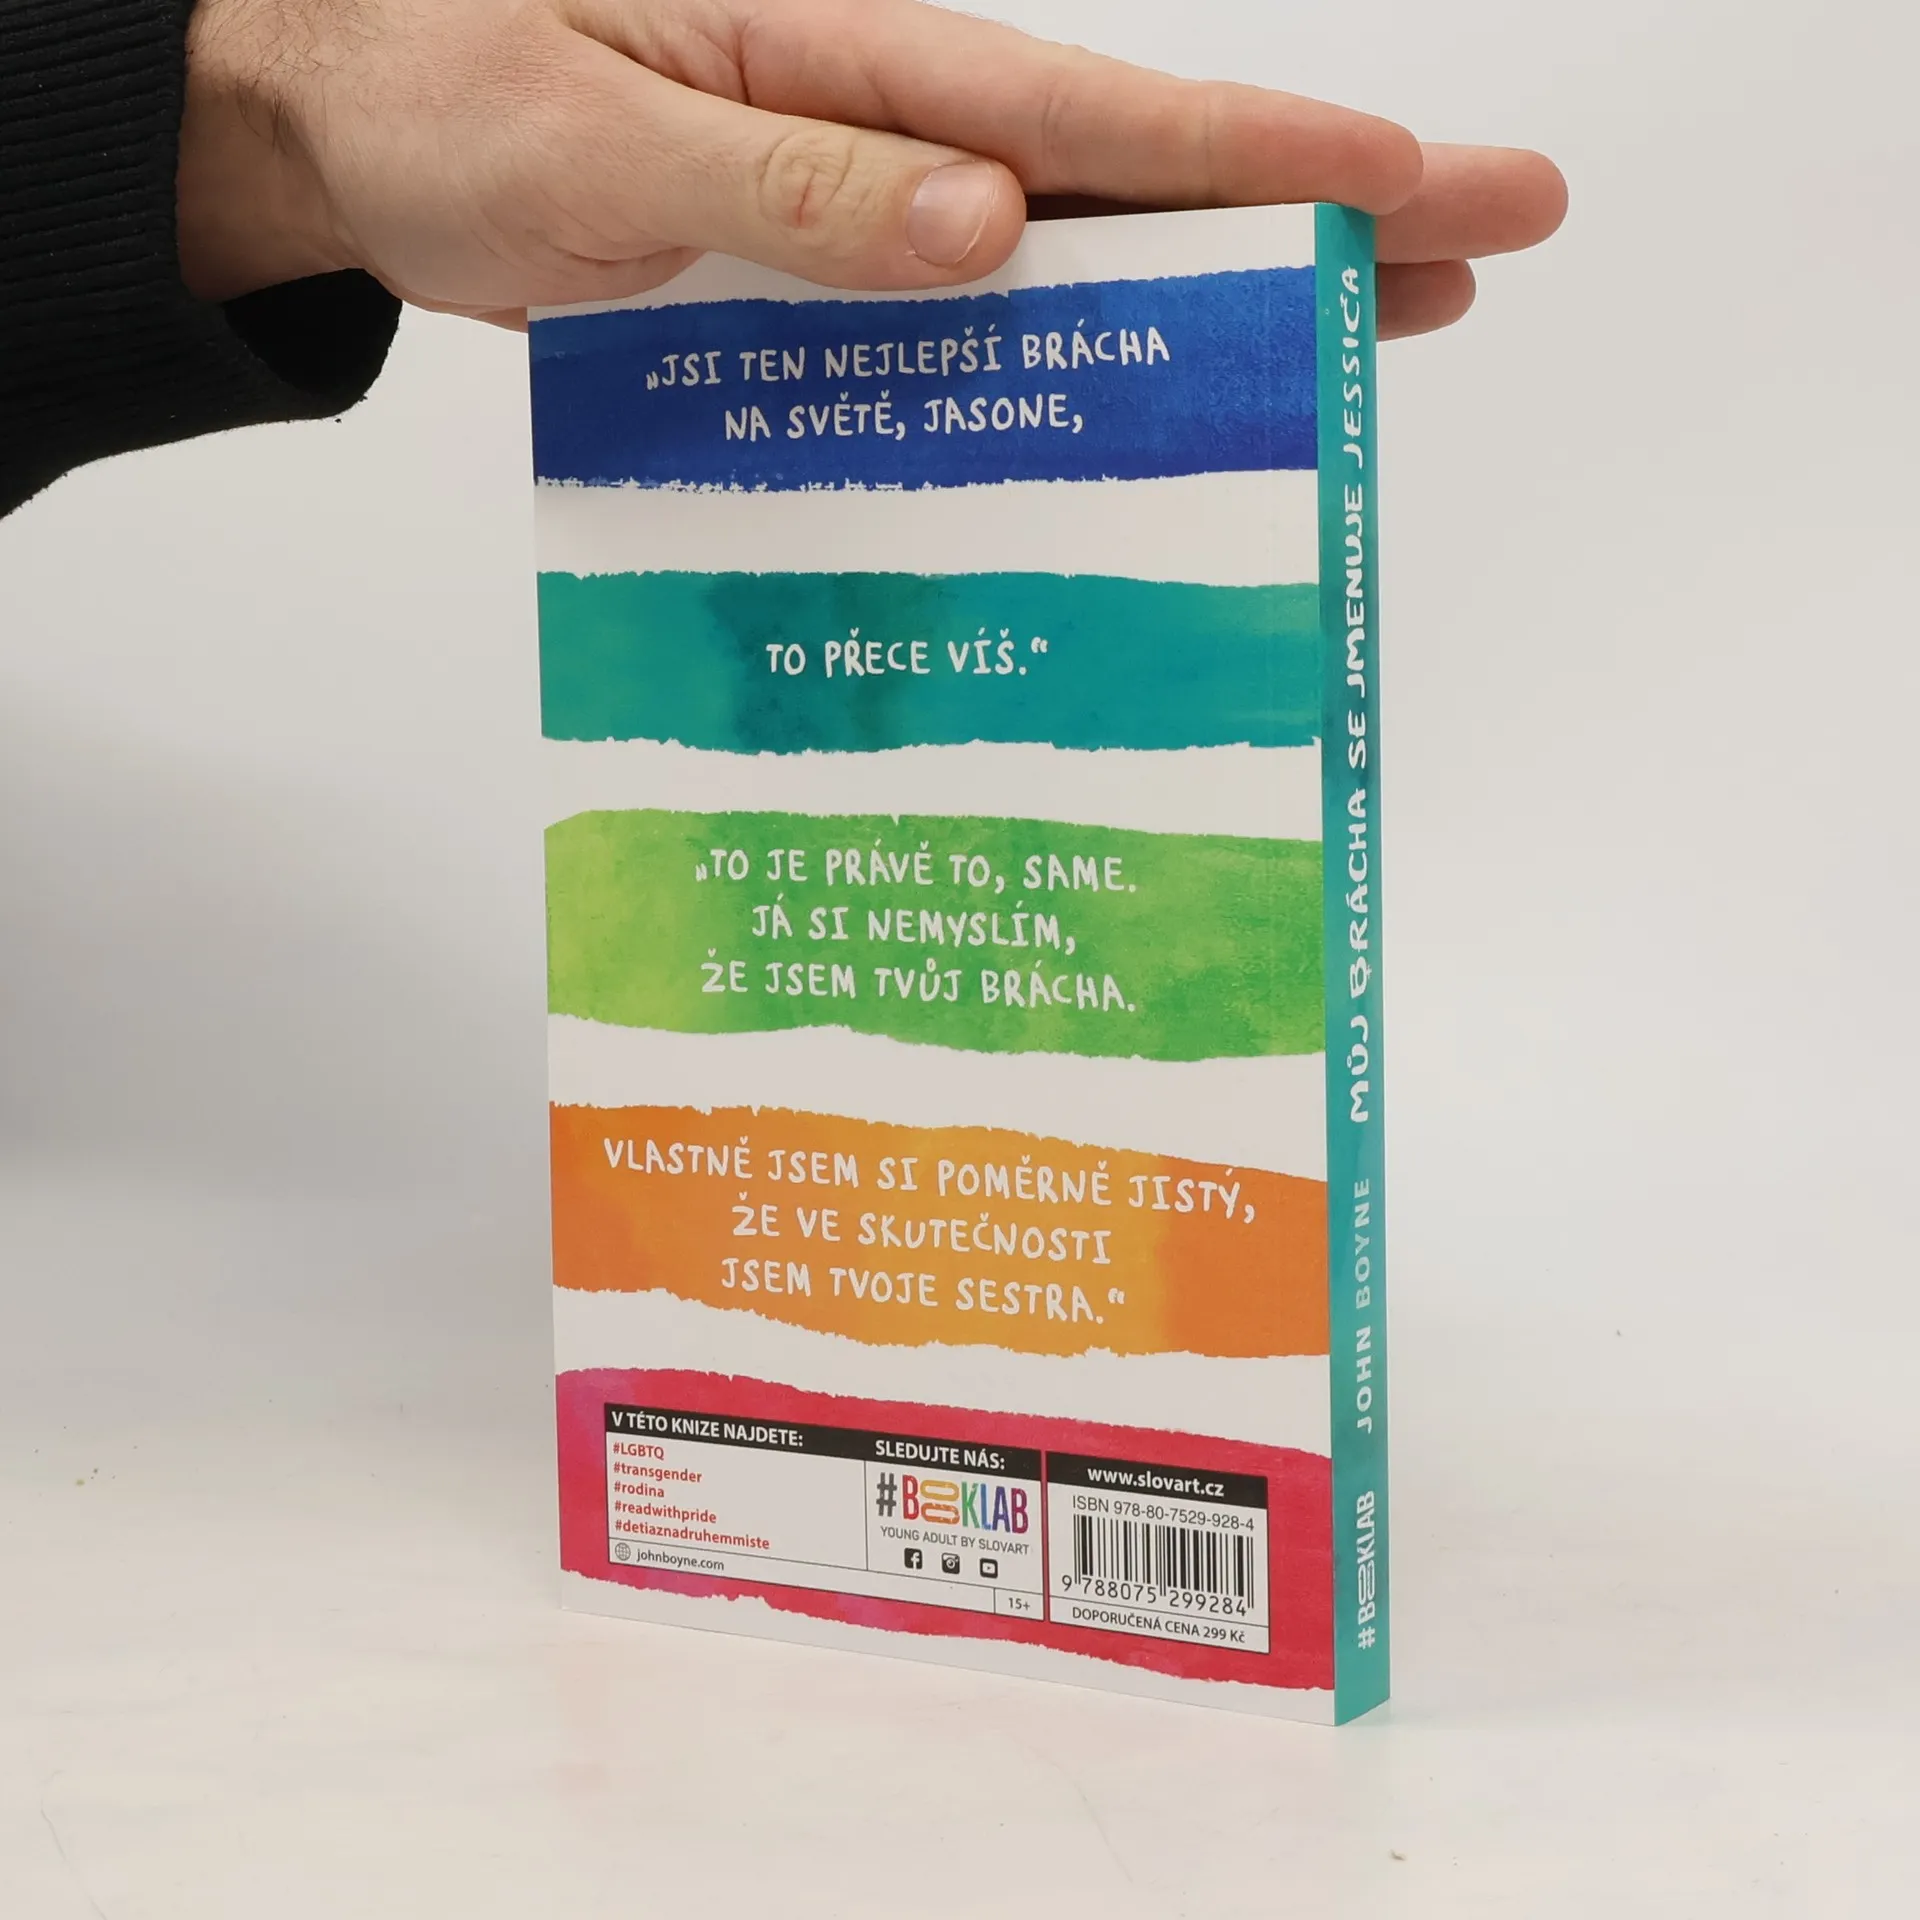 „JSI TEN NEJLEPŠÍ BRÁCHA
NA SVĚTĚ, JASONE,
TO PŘECE VÍŠ.“
„TO JE PRÁVĚ TO, SAME.
JÁ SI NEMYSLÍM,
ŽE JSEM TVŮJ BRÁCHA.
VLASTNĚ JSEM SI POMĚRNĚ JISTÝ,
ŽE VE SKUTEČNOSTI
JSEM TVOJE SESTRA.“
V TÉTO KNIZE NAJDETE:
#LGBTQ
#transgender
#rodina
#readwithpride
#detiaznadruhemmiste
johnboyne.com
SLEDUJTE NÁS:
#BOOKLAB
YOUNG ADULT BY SLOVART
15+
www.slovart.cz
ISBN 978-80-7529-928-4
9 788075 299284
DOPORUČENÁ CENA 299 Kč
#BOOKLAB JOHN BOYNE MŮJ BRÁCHA SE JMENUJE JESSICA